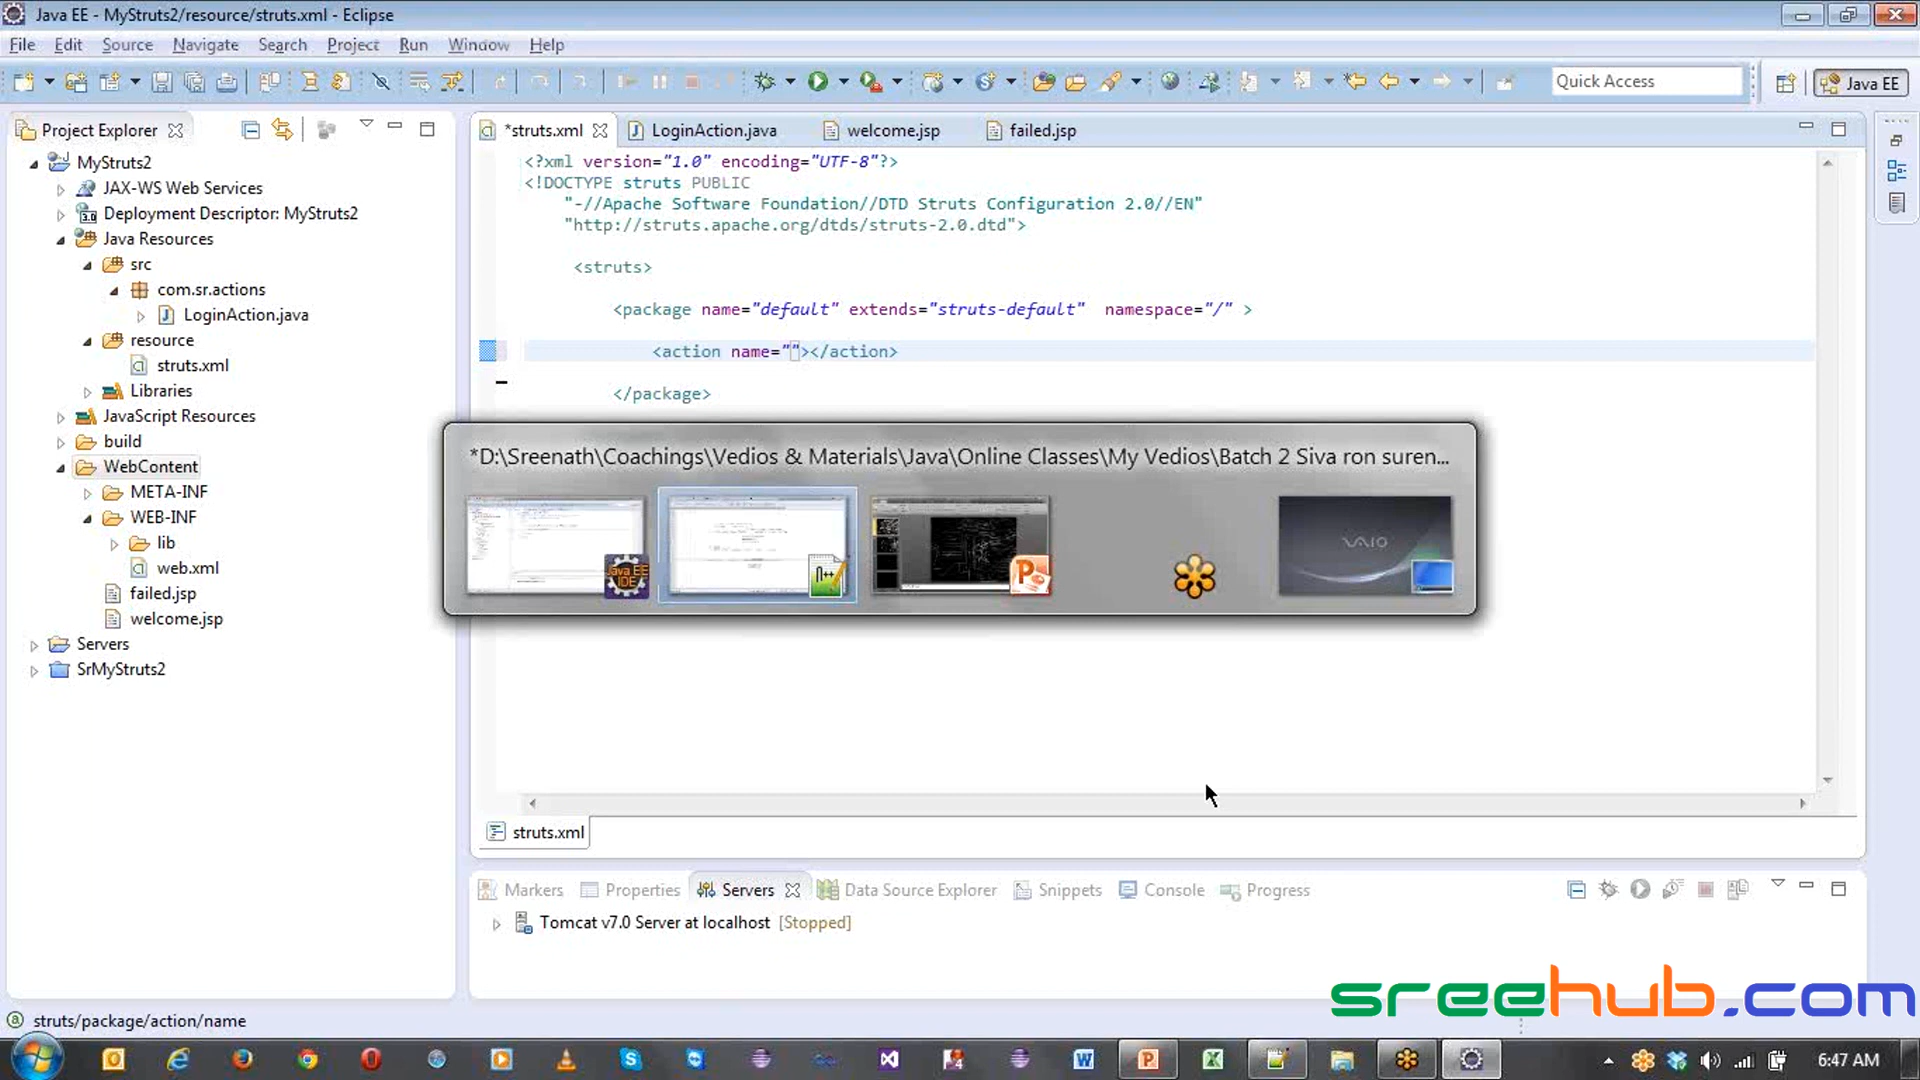 Java EE - MyStruts2/resource/struts.xml - Eclipse
File Edit Source Navigate Search Project Run Window Help
Quick Access
Java EE
Project Explorer
MyStruts2
JAX-WS Web Services
Deployment Descriptor: MyStruts2
Java Resources
src
com.sr.actions
LoginAction.java
resource
struts.xml
Libraries
JavaScript Resources
build
WebContent
META-INF
WEB-INF
lib
web.xml
failed.jsp
welcome.jsp
Servers
SrMyStruts2
*struts.xml LoginAction.java welcome.jsp failed.jsp
<?xml version="1.0" encoding="UTF-8"?>
<!DOCTYPE struts PUBLIC
"-//Apache Software Foundation//DTD Struts Configuration 2.0//EN"
"http://struts.apache.org/dtds/struts-2.0.dtd">
<struts>
<package name="default" extends="struts-default" namespace="/" >
<action name=""></action>
</package>
*D:\Sreenath\Coachings\Vedios & Materials\Java\Online Classes\My Vedios\Batch 2 Siva ron suren...
Java EE
IDE
VAIO
struts.xml
Markers Properties Servers Data Source Explorer Snippets Console Progress
Tomcat v7.0 Server at localhost [Stopped]
sreehub.com
struts/package/action/name
6:47 AM